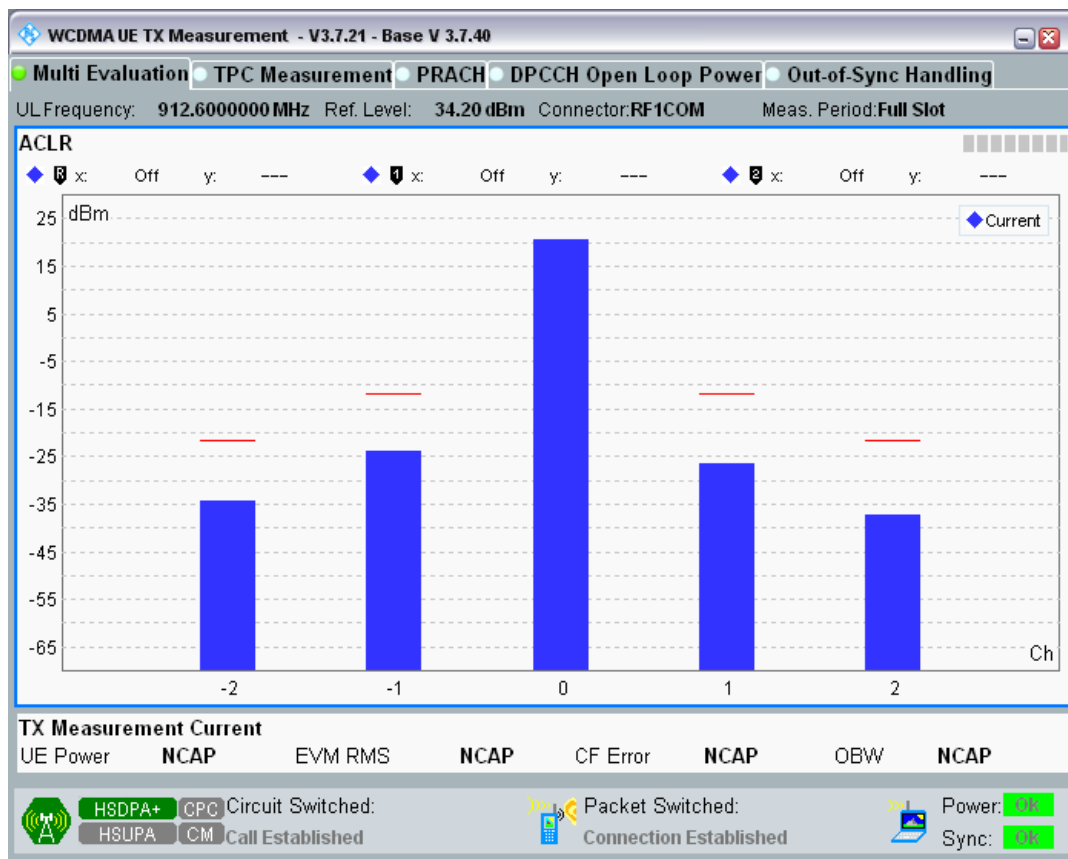 WCDMA UE TX Measurement - V3.7.21 - Base V 3.7.40
Multi Evaluation TPC Measurement PRACH DPCCH Open Loop Power Out-of-Sync Handling
UL Frequency: 912.6000000 MHz Ref. Level: 34.20 dBm Connector:RF1COM Meas. Period:Full Slot
ACLR
R x: Off y: --- 1 x: Off y: --- 2 x: Off y: ---
dBm
Current
25
15
5
-5
-15
-25
-35
-45
-55
-65
Ch
-2 -1 0 1 2
TX Measurement Current
UE Power NCAP EVM RMS NCAP CF Error NCAP OBW NCAP
HSDPA+ CPC Circuit Switched: Packet Switched: Power: OK
HSUPA CM Call Established Connection Established Sync: OK